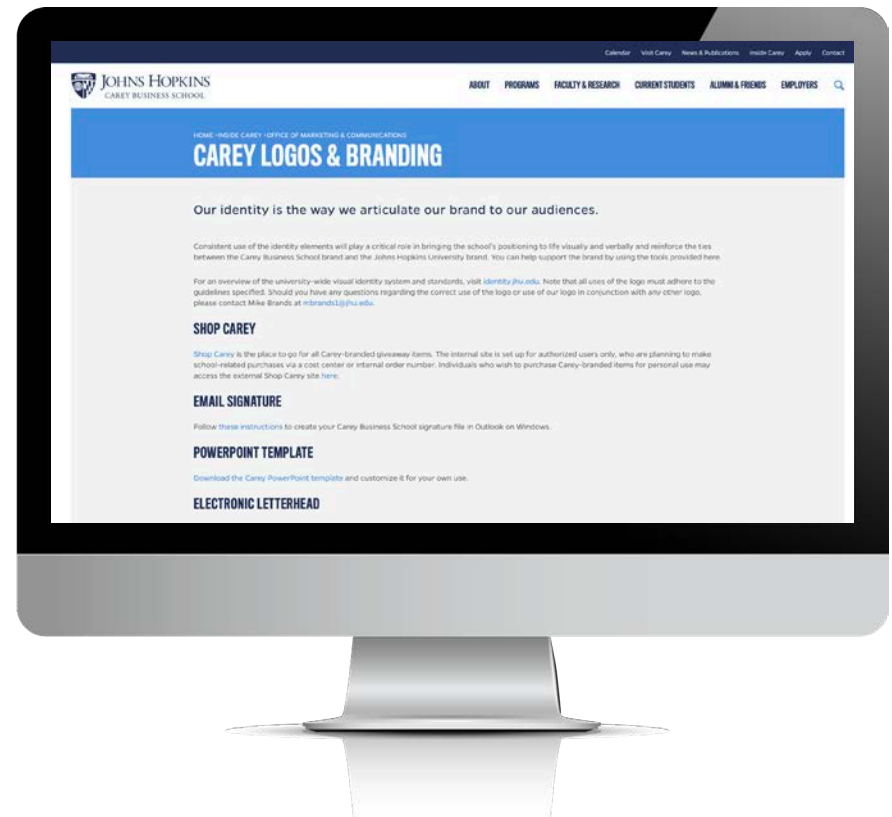 Calendar Visit Carey News & Publications Inside Carey Apply Contact
JOHNS HOPKINS
CAREY BUSINESS SCHOOL
ABOUT PROGRAMS FACULTY & RESEARCH CURRENT STUDENTS ALUMNI & FRIENDS EMPLOYERS
HOME ›INSIDE CAREY ›OFFICE OF MARKETING & COMMUNICATIONS
CAREY LOGOS & BRANDING
Our identity is the way we articulate our brand to our audiences.
Consistent use of the identity elements will play a critical role in bringing the school's positioning to life visually and verbally and reinforce the ties
between the Carey Business School brand and the Johns Hopkins University brand. You can help support the brand by using the tools provided here
For an overview of the university-wide visual identity system and standards, visit identity.jhu.edu. Note that all uses of the logo must adhere to the
guidelines specified. Should you have any questions regarding the correct use of the logo or use of our logo in conjunction with any other logo,
please contact Mike Brands at mbrands1@jhu.edu.
SHOP CAREY
Shop Carey is the place to go for all Carey-branded giveaway items. The internal site is set up for authorized users only, who are planning to make
school-related purchases via a cost center or internal order number. Individuals who wish to purchase Carey-branded items for personal use may
access the external Shop Carey site here.
EMAIL SIGNATURE
Follow these instructions to create your Carey Business School signature file in Outlook on Windows.
POWERPOINT TEMPLATE
Download the Carey PowerPoint template and customize it for your own use.
ELECTRONIC LETTERHEAD